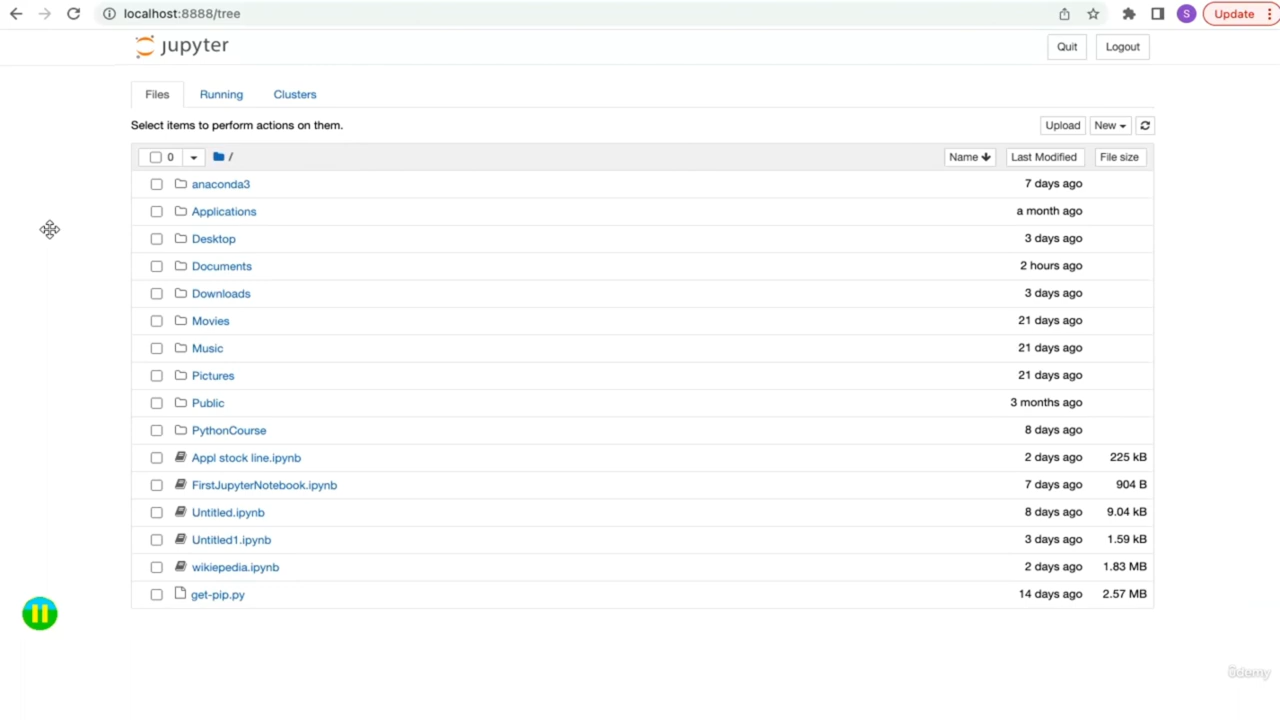 localhost:8888/tree
S
Update
jupyter
Quit
Logout
Files
Running
Clusters
Select items to perform actions on them.
Upload
New
0
/
Name
Last Modified
File size
anaconda3
7 days ago
Applications
a month ago
Desktop
3 days ago
Documents
2 hours ago
Downloads
3 days ago
Movies
21 days ago
Music
21 days ago
Pictures
21 days ago
Public
3 months ago
PythonCourse
8 days ago
Appl stock line.ipynb
2 days ago
225 kB
FirstJupyterNotebook.ipynb
7 days ago
904 B
Untitled.ipynb
8 days ago
9.04 kB
Untitled1.ipynb
3 days ago
1.59 kB
wikiepedia.ipynb
2 days ago
1.83 MB
get-pip.py
14 days ago
2.57 MB
ûdemy